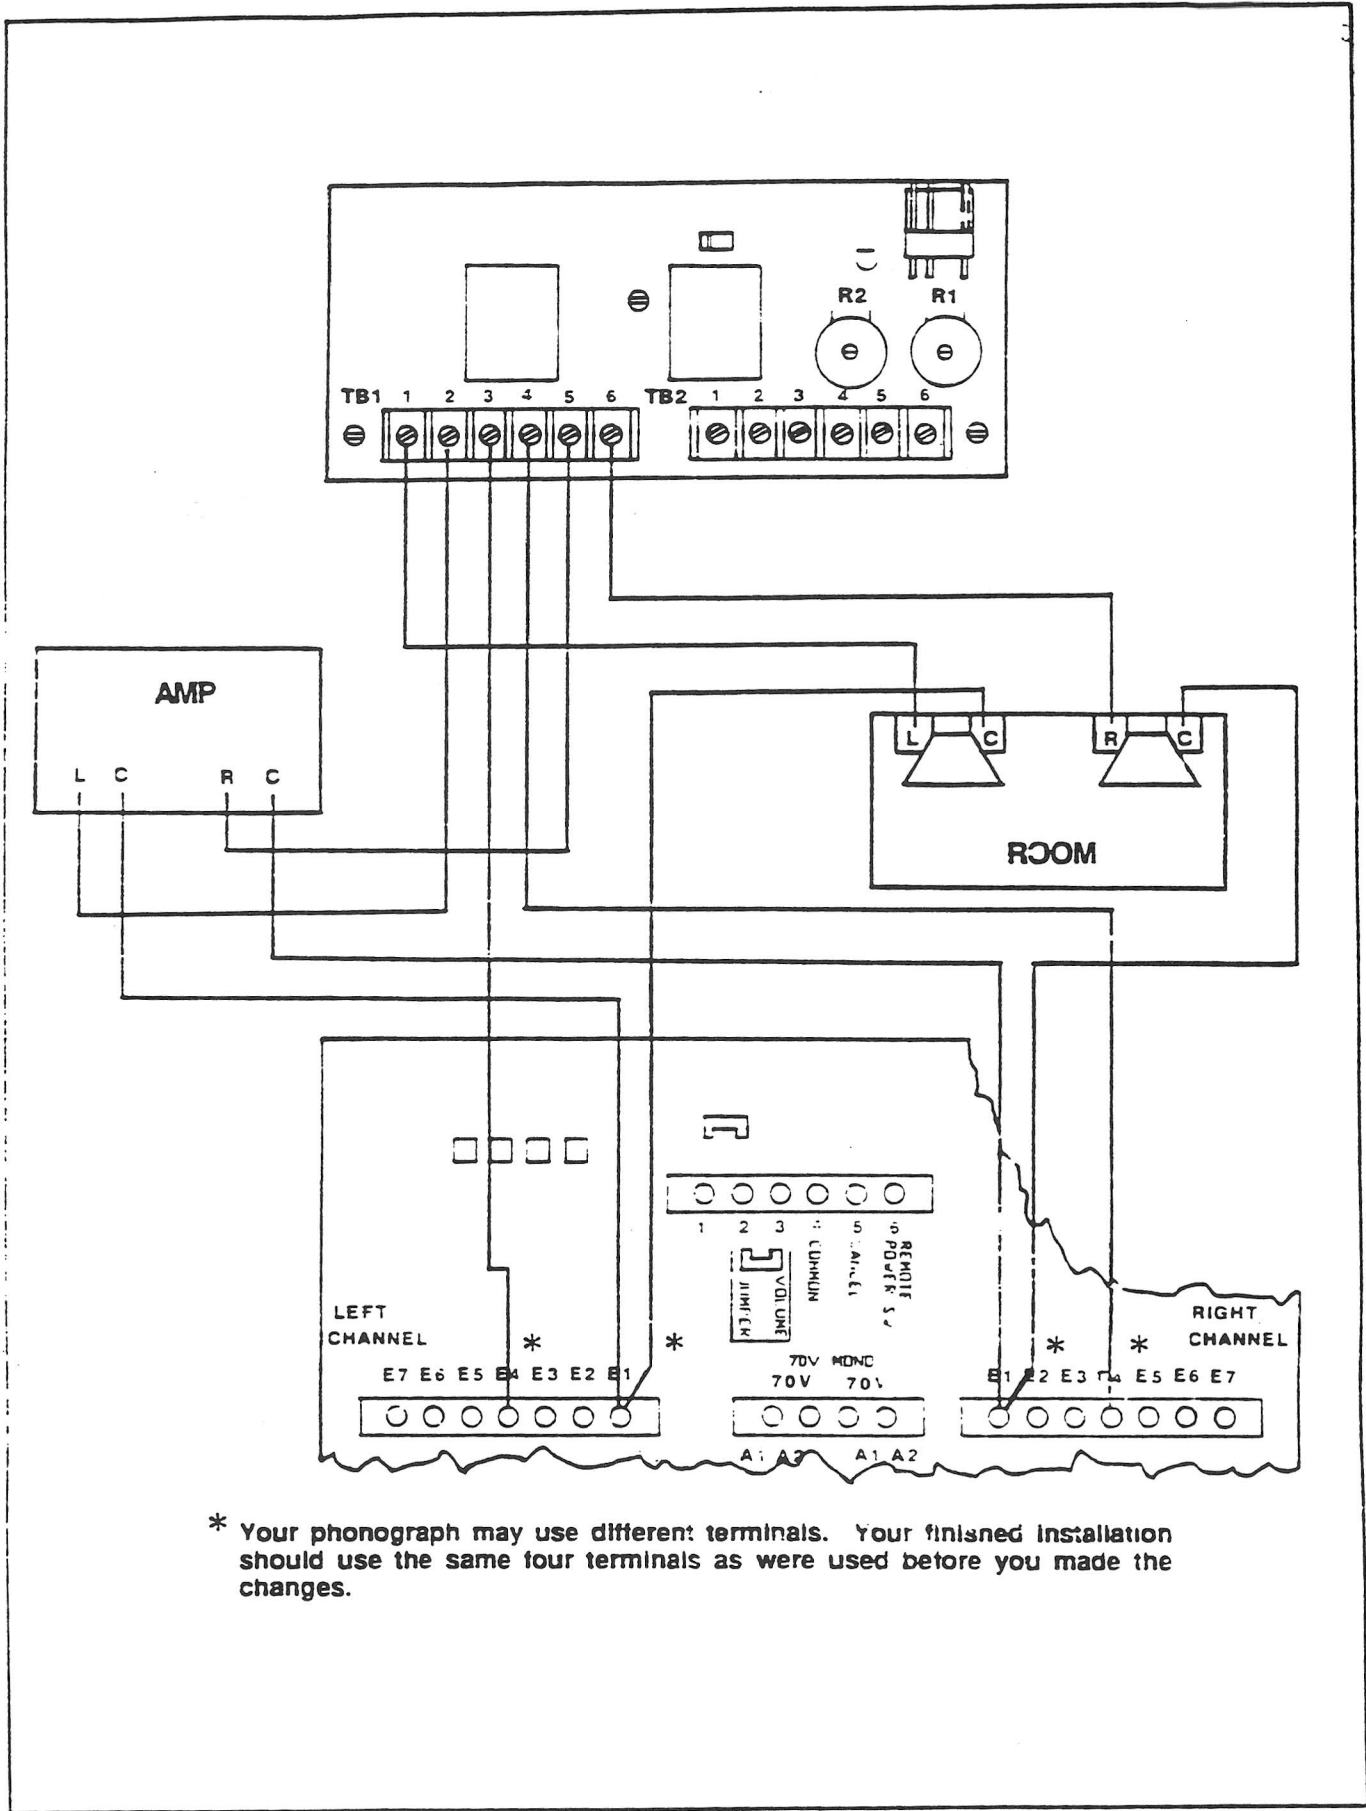 R2 R1
TB1 1 2 3 4 5 6 TB2 1 2 3 4 5 6
AMP
L C R C
L C R C
ROOM
1 2 3 5
COMMON
REMOTE
JUMPER
VOLUME
LEFT
CHANNEL
RIGHT
CHANNEL
* * * *
70V MONO
70V
E7 E6 E5 E4 E3 E2 E1
E1 E2 E3 E5 E6 E7
A1 A2 A1 A2
* Your phonograph may use different terminals. Your finished installation
should use the same four terminals as were used before you made the
changes.